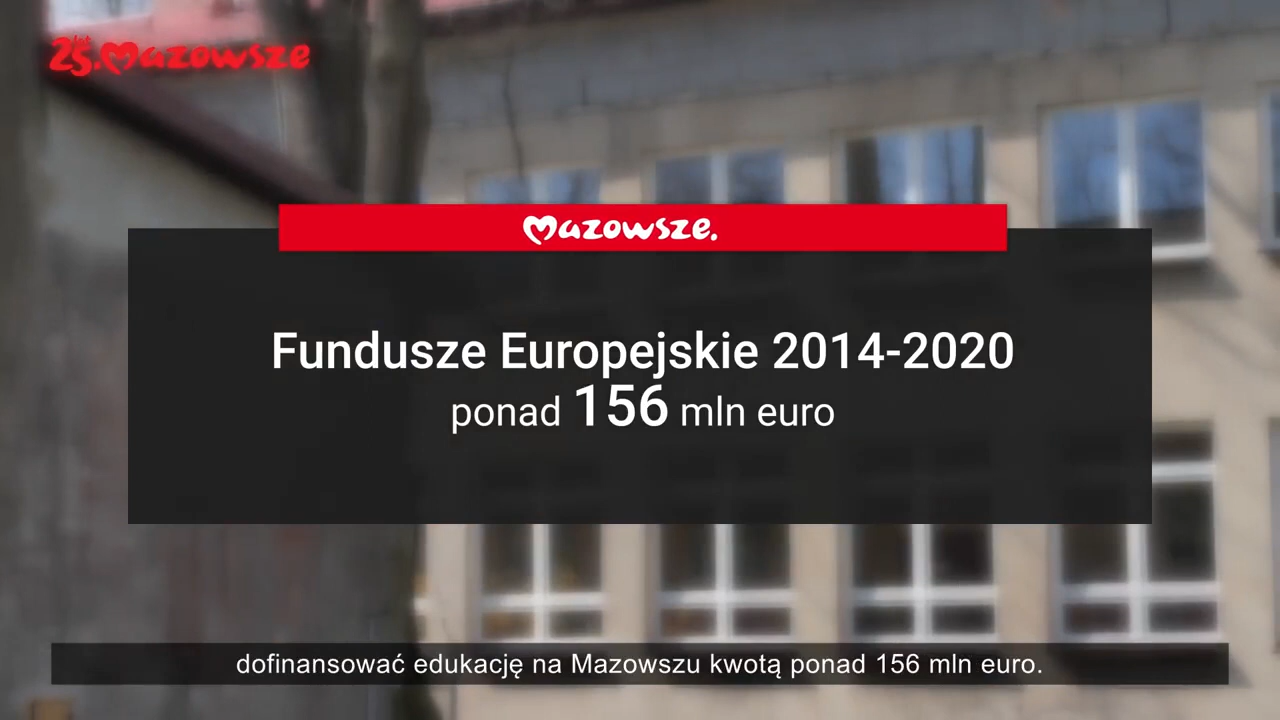 25 lat Mazowsze
Mazowsze.
Fundusze Europejskie 2014-2020
ponad 156 mln euro
dofinansować edukację na Mazowszu kwotą ponad 156 mln euro.